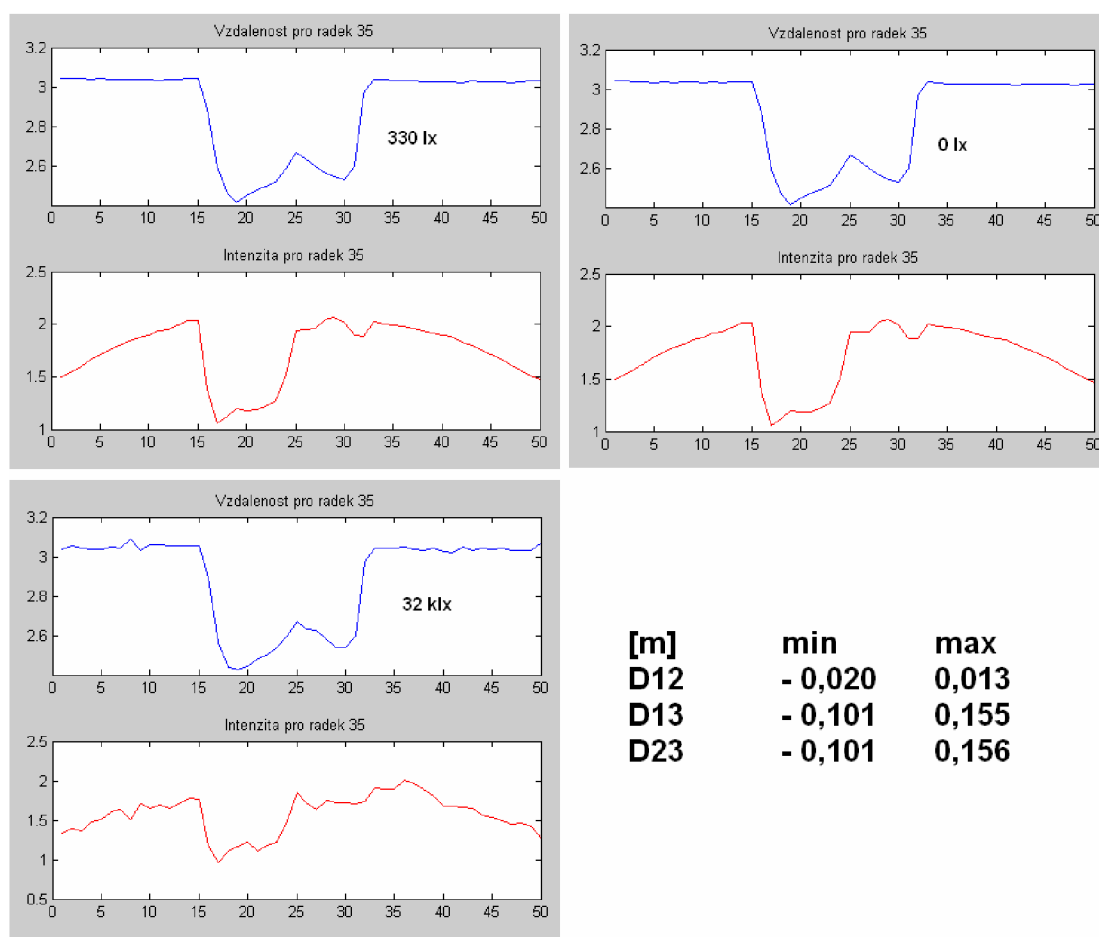 Vzdalenost pro radek 35
3.2
3
2.8
2.6
330 lx
0 5 10 15 20 25 30 35 40 45 50
Intenzita pro radek 35
2.5
2
1.5
1
0 5 10 15 20 25 30 35 40 45 50
Vzdalenost pro radek 35
3.2
3
2.8
2.6
0 lx
0 5 10 15 20 25 30 35 40 45 50
Intenzita pro radek 35
2.5
2
1.5
1
0 5 10 15 20 25 30 35 40 45 50
Vzdalenost pro radek 35
3.2
3
2.8
2.6
32 klx
0 5 10 15 20 25 30 35 40 45 50
Intenzita pro radek 35
2.5
2
1.5
1
0.5
0 5 10 15 20 25 30 35 40 45 50
[m] min max
D12 - 0,020 0,013
D13 - 0,101 0,155
D23 - 0,101 0,156